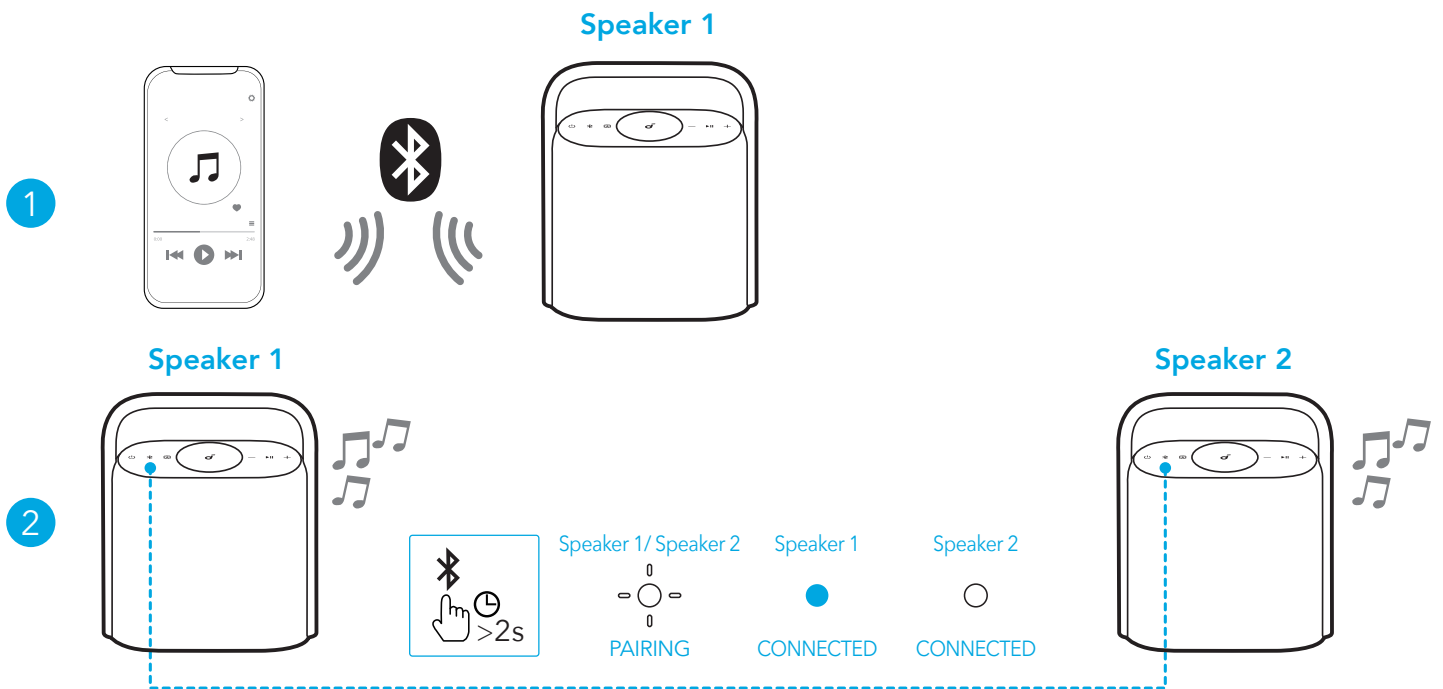 Speaker 1
1
Speaker 1
Speaker 2
2
>2s
Speaker 1/ Speaker 2
Speaker 1
Speaker 2
PAIRING
CONNECTED
CONNECTED